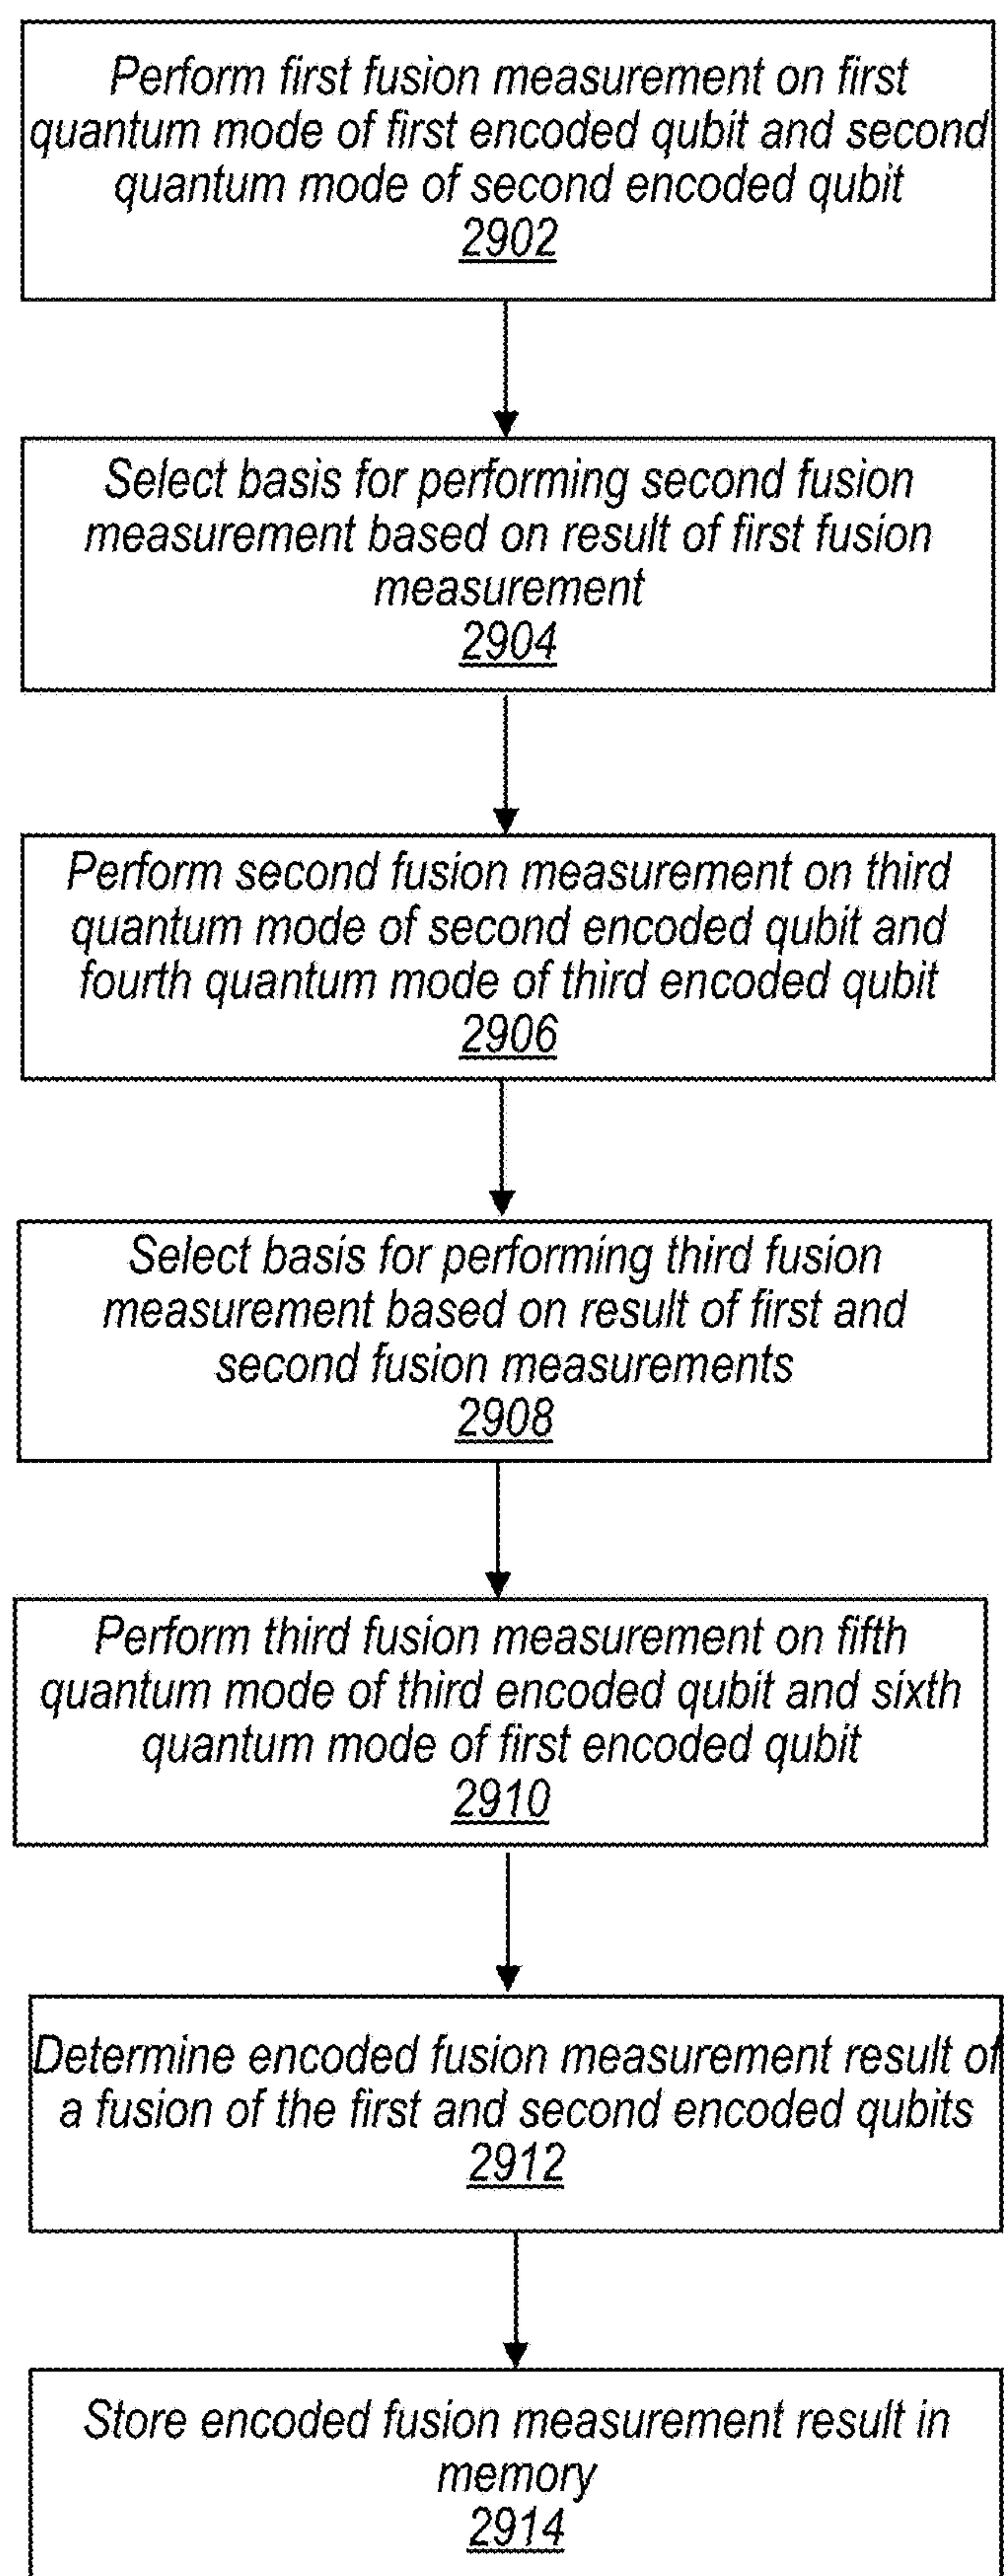 Perform first fusion measurement on first
quantum mode of first encoded qubit and second
quantum mode of second encoded qubit
2902
Select basis for performing second fusion
measurement based on result of first fusion
measurement
2904
Perform second fusion measurement on third
quantum mode of second encoded qubit and
fourth quantum mode of third encoded qubit
2906
Select basis for performing third fusion
measurement based on result of first and
second fusion measurements
2908
Perform third fusion measurement on fifth
quantum mode of third encoded qubit and sixth
quantum mode of first encoded qubit
2910
Determine encoded fusion measurement result of
a fusion of the first and second encoded qubits
2912
Store encoded fusion measurement result in
memory
2914